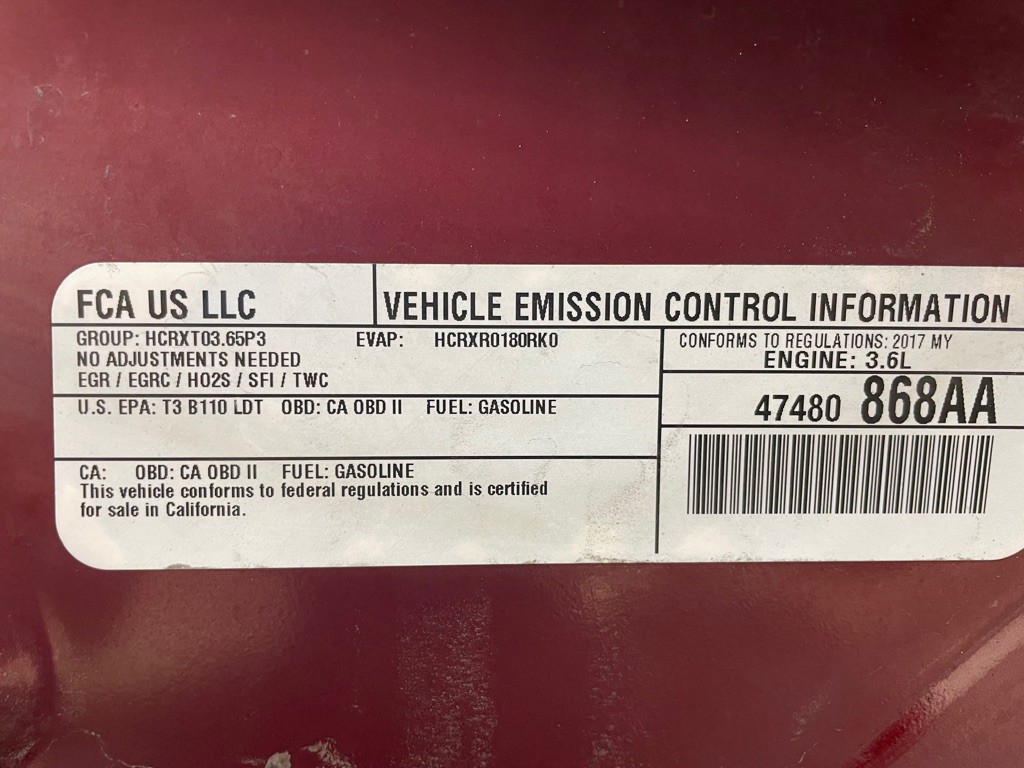 FCA US LLC
VEHICLE EMISSION CONTROL INFORMATION
GROUP: HCRXT03.65P3 EVAP: HCRXR0180RK0
NO ADJUSTMENTS NEEDED
EGR / EGRC / HO2S / SFI / TWC
CONFORMS TO REGULATIONS: 2017 MY
ENGINE: 3.6L
U.S. EPA: T3 B110 LDT OBD: CA OBD II FUEL: GASOLINE
47480 868AA
CA: OBD: CA OBD II FUEL: GASOLINE
This vehicle conforms to federal regulations and is certified
for sale in California.